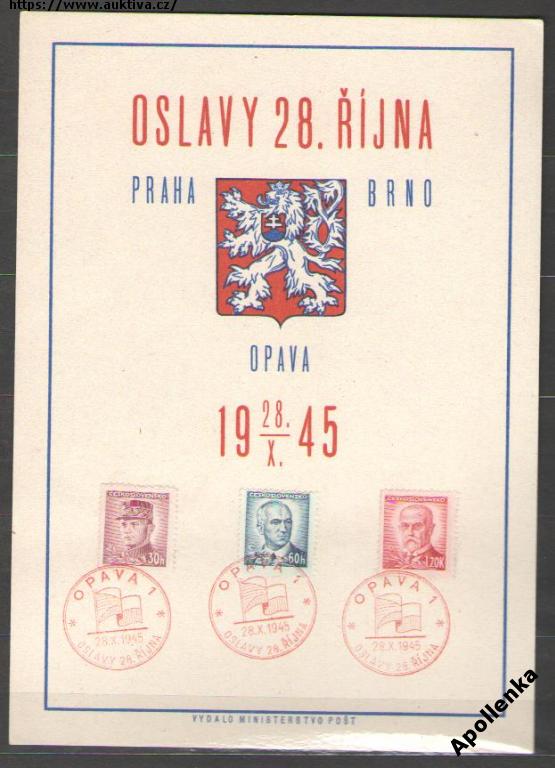 https://www.auktiva.cz/
OSLAVY 28. ŘÍJNA
PRAHA BRNO
OPAVA
19 28. X. 45
ČESKOSLOVENSKO
30h
ČESKOSLOVENSKO
60h
ČESKOSLOVENSKO
1.20K
* OPAVA 1 *
28.X.1945
OSLAVY 28. ŘÍJNA
* OPAVA 1 *
28.X.1945
OSLAVY 28. ŘÍJNA
* OPAVA 1 *
28.X.1945
OSLAVY 28. ŘÍJNA
VYDALO MINISTERSTVO POŠT
Apollenka